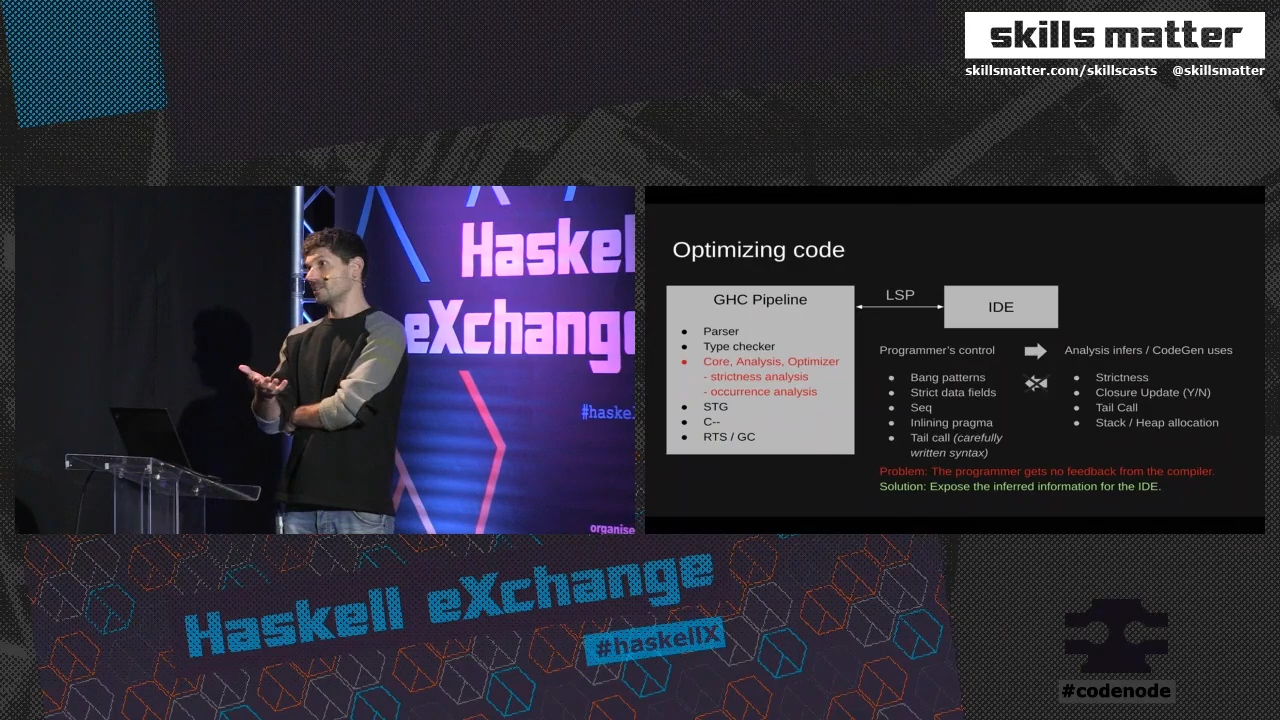 skills matter
skillsmatter.com/skillscasts @skillsmatter
Haskel
eXchange
#haske
organise
Optimizing code
GHC Pipeline
● Parser
● Type checker
● Core, Analysis, Optimizer
- strictness analysis
- occurrence analysis
● STG
● C--
● RTS / GC
LSP
IDE
Programmer's control
● Bang patterns
● Strict data fields
● Seq
● Inlining pragma
● Tail call (carefully
written syntax)
Analysis infers / CodeGen uses
● Strictness
● Closure Update (Y/N)
● Tail Call
● Stack / Heap allocation
Problem: The programmer gets no feedback from the compiler.
Solution: Expose the inferred information for the IDE.
Haskell eXchange
#haskellX
#codenode